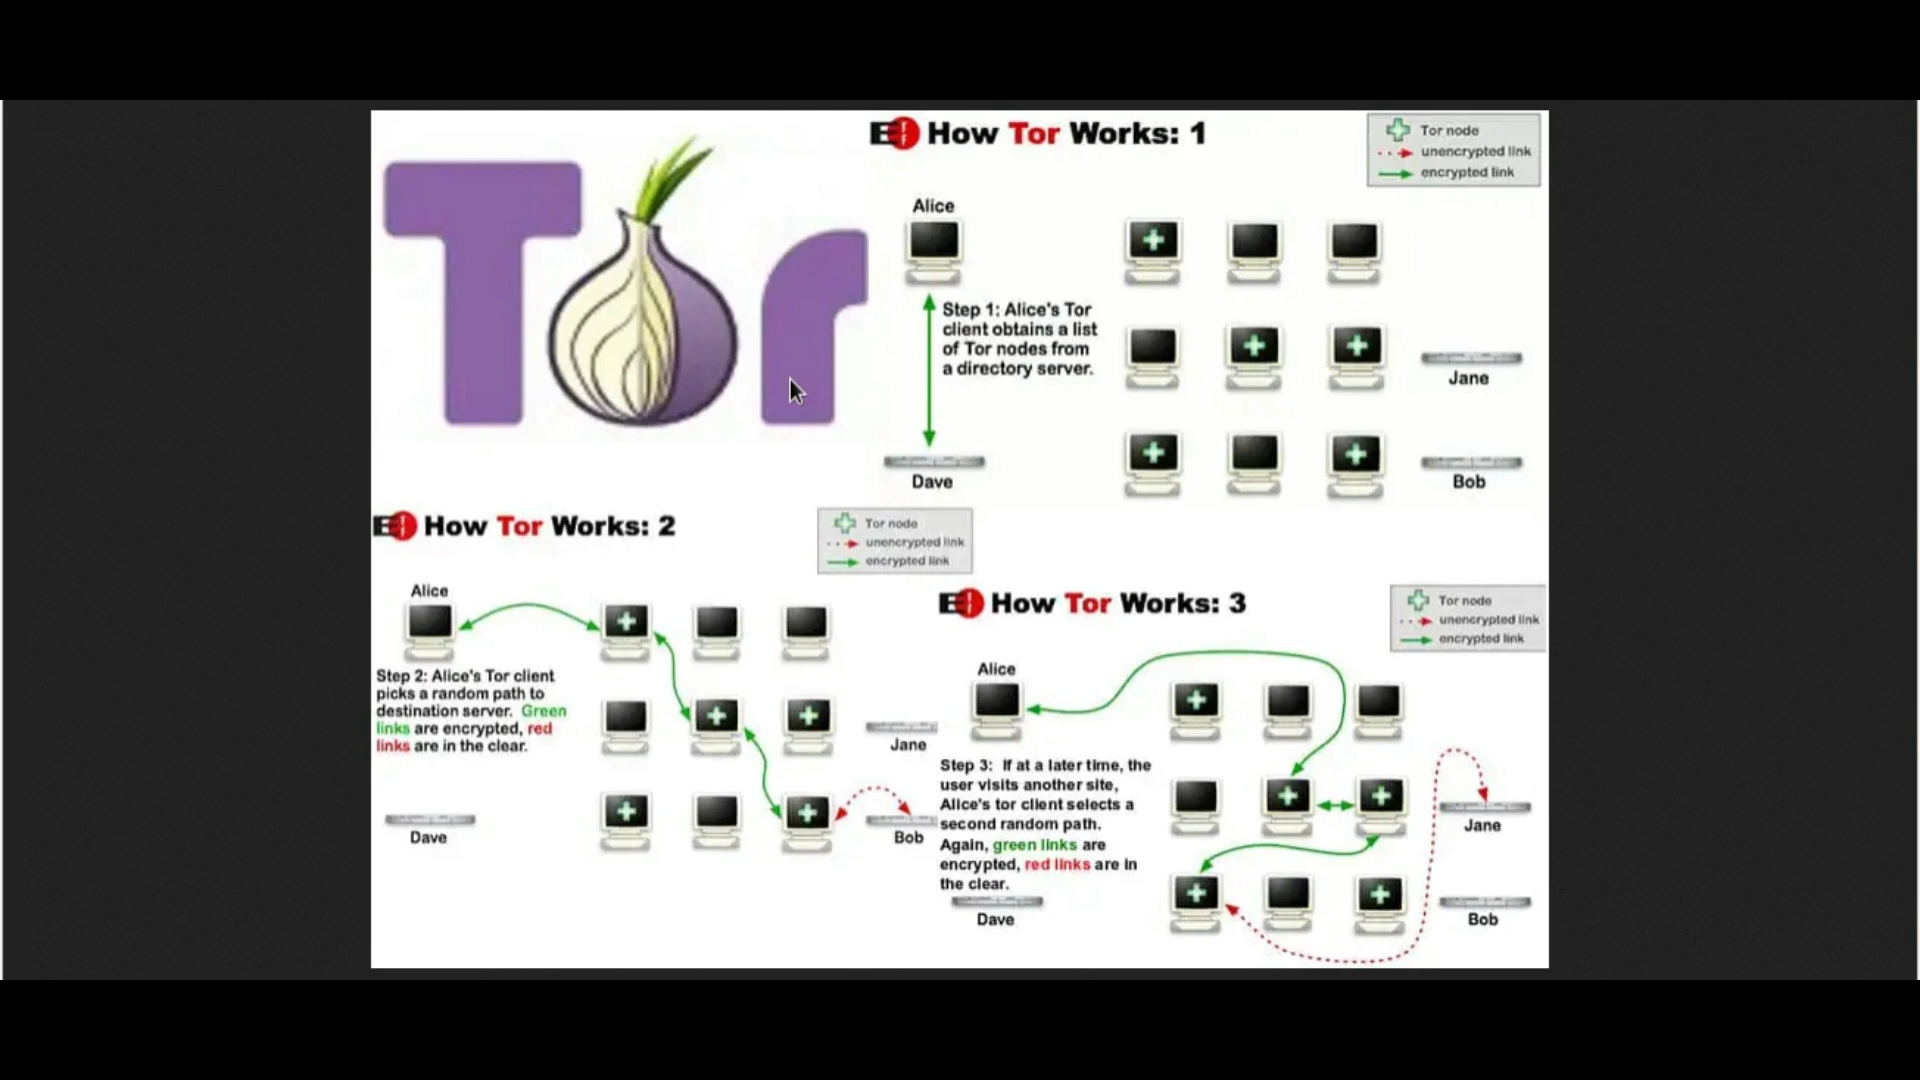 Tor
EFF How Tor Works: 1
Tor node
unencrypted link
encrypted link
Alice
Step 1: Alice's Tor
client obtains a list
of Tor nodes from
a directory server.
Dave
Jane
Bob
EFF How Tor Works: 2
Tor node
unencrypted link
encrypted link
Alice
Step 2: Alice's Tor client
picks a random path to
destination server. Green
links are encrypted, red
links are in the clear.
Dave
Jane
Bob
EFF How Tor Works: 3
Tor node
unencrypted link
encrypted link
Alice
Step 3: If at a later time, the
user visits another site,
Alice's tor client selects a
second random path.
Again, green links are
encrypted, red links are in
the clear.
Dave
Jane
Bob